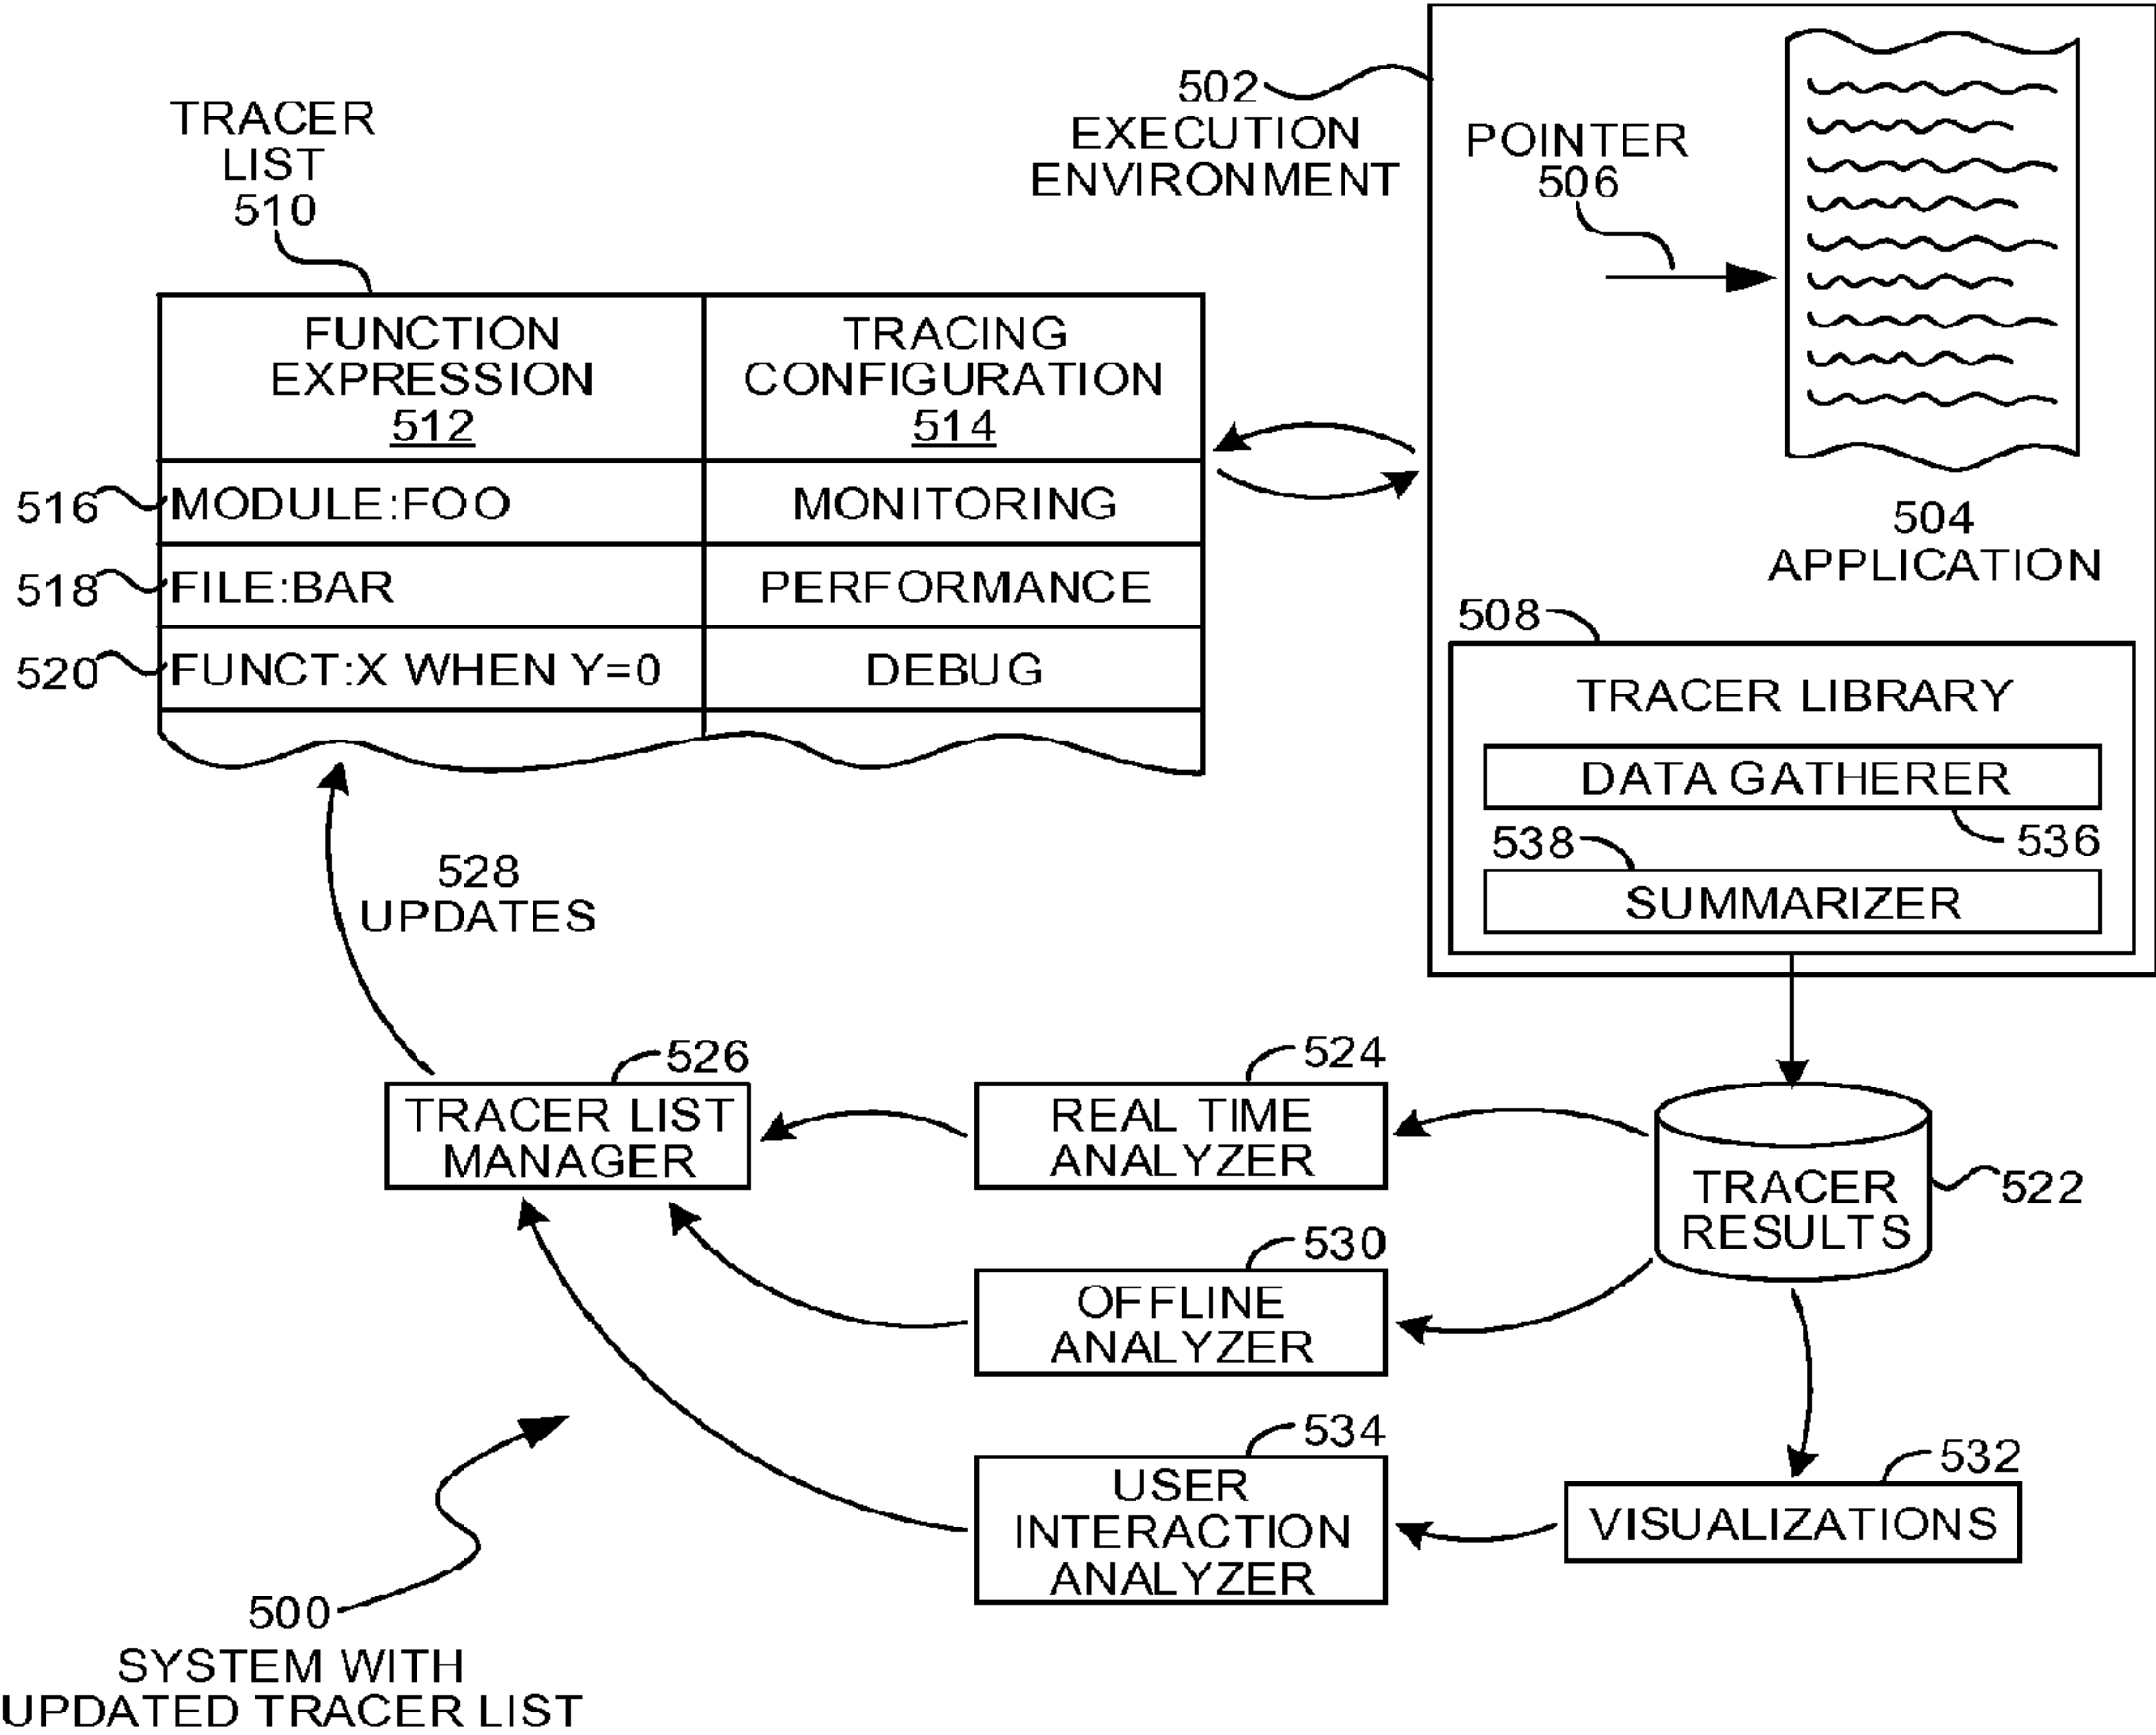 TRACER
LIST
510
502
EXECUTION
ENVIRONMENT
POINTER
506
504
APPLICATION
FUNCTION
EXPRESSION
512
TRACING
CONFIGURATION
514
516
MODULE:FOO
MONITORING
518
FILE:BAR
PERFORMANCE
520
FUNCT:X WHEN Y=0
DEBUG
508
TRACER LIBRARY
DATA GATHERER
536
538
SUMMARIZER
528
UPDATES
526
TRACER LIST
MANAGER
524
REAL TIME
ANALYZER
TRACER
RESULTS
522
530
OFFLINE
ANALYZER
534
USER
INTERACTION
ANALYZER
532
VISUALIZATIONS
500
SYSTEM WITH
UPDATED TRACER LIST